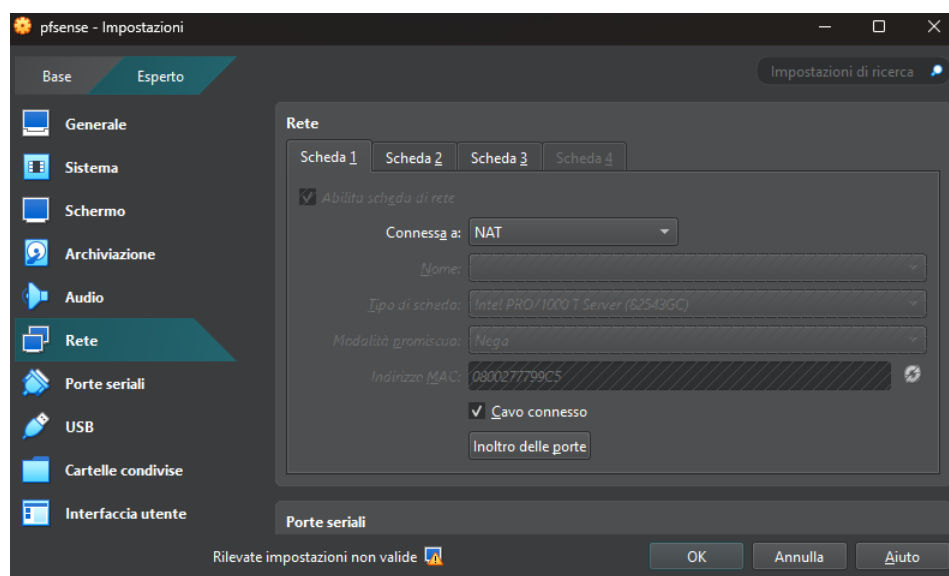 pfsense - Impostazioni
Base Esperto Impostazioni di ricerca
Generale
Sistema
Schermo
Archiviazione
Audio
Rete
Porte seriali
USB
Cartelle condivise
Interfaccia utente
Rete
Scheda 1 Scheda 2 Scheda 3 Scheda 4
Abilita scheda di rete
Connessa a: NAT
Nome:
Tipo di scheda: Intel PRO/1000 T Server (82543GC)
Modalità promiscua: Nega
Indirizzo MAC: 0800277799C5
Cavo connesso
Inoltro delle porte
Porte seriali
Rilevate impostazioni non valide OK Annulla Aiuto